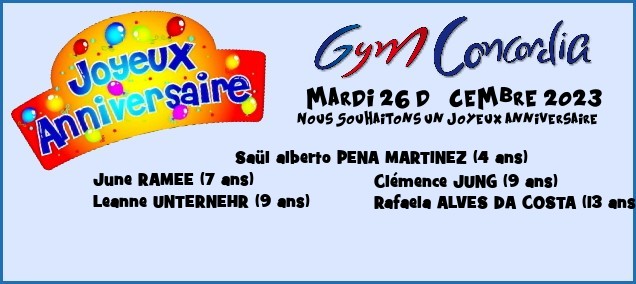 Joyeux
Anniversaire
Gym Concordia
MARDI 26 D CEMBRE 2023
NOUS SOUHAITONS UN JOYEUX ANNIVERSAIRE
Saül alberto PENA MARTINEZ (4 ans)
June RAMEE (7 ans)
Clémence JUNG (9 ans)
Leanne UNTERNEHR (9 ans)
Rafaela ALVES DA COSTA (13 ans